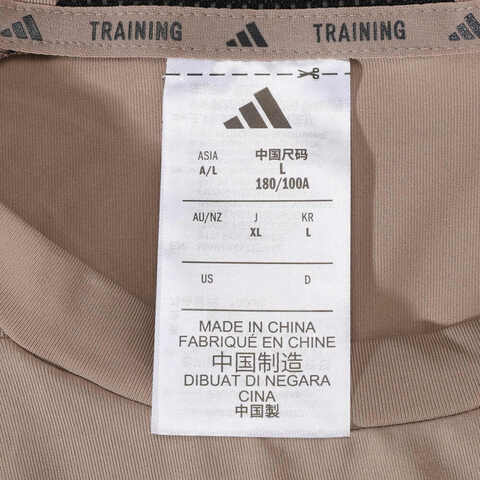 TRAINING TRAINING
ASIA 中国尺码
A/L L
180/100A
AU/NZ J KR
XL L
US D
MADE IN CHINA
FABRIQUÉ EN CHINE
中国制造
DIBUAT DI NEGARA
CINA
中国製